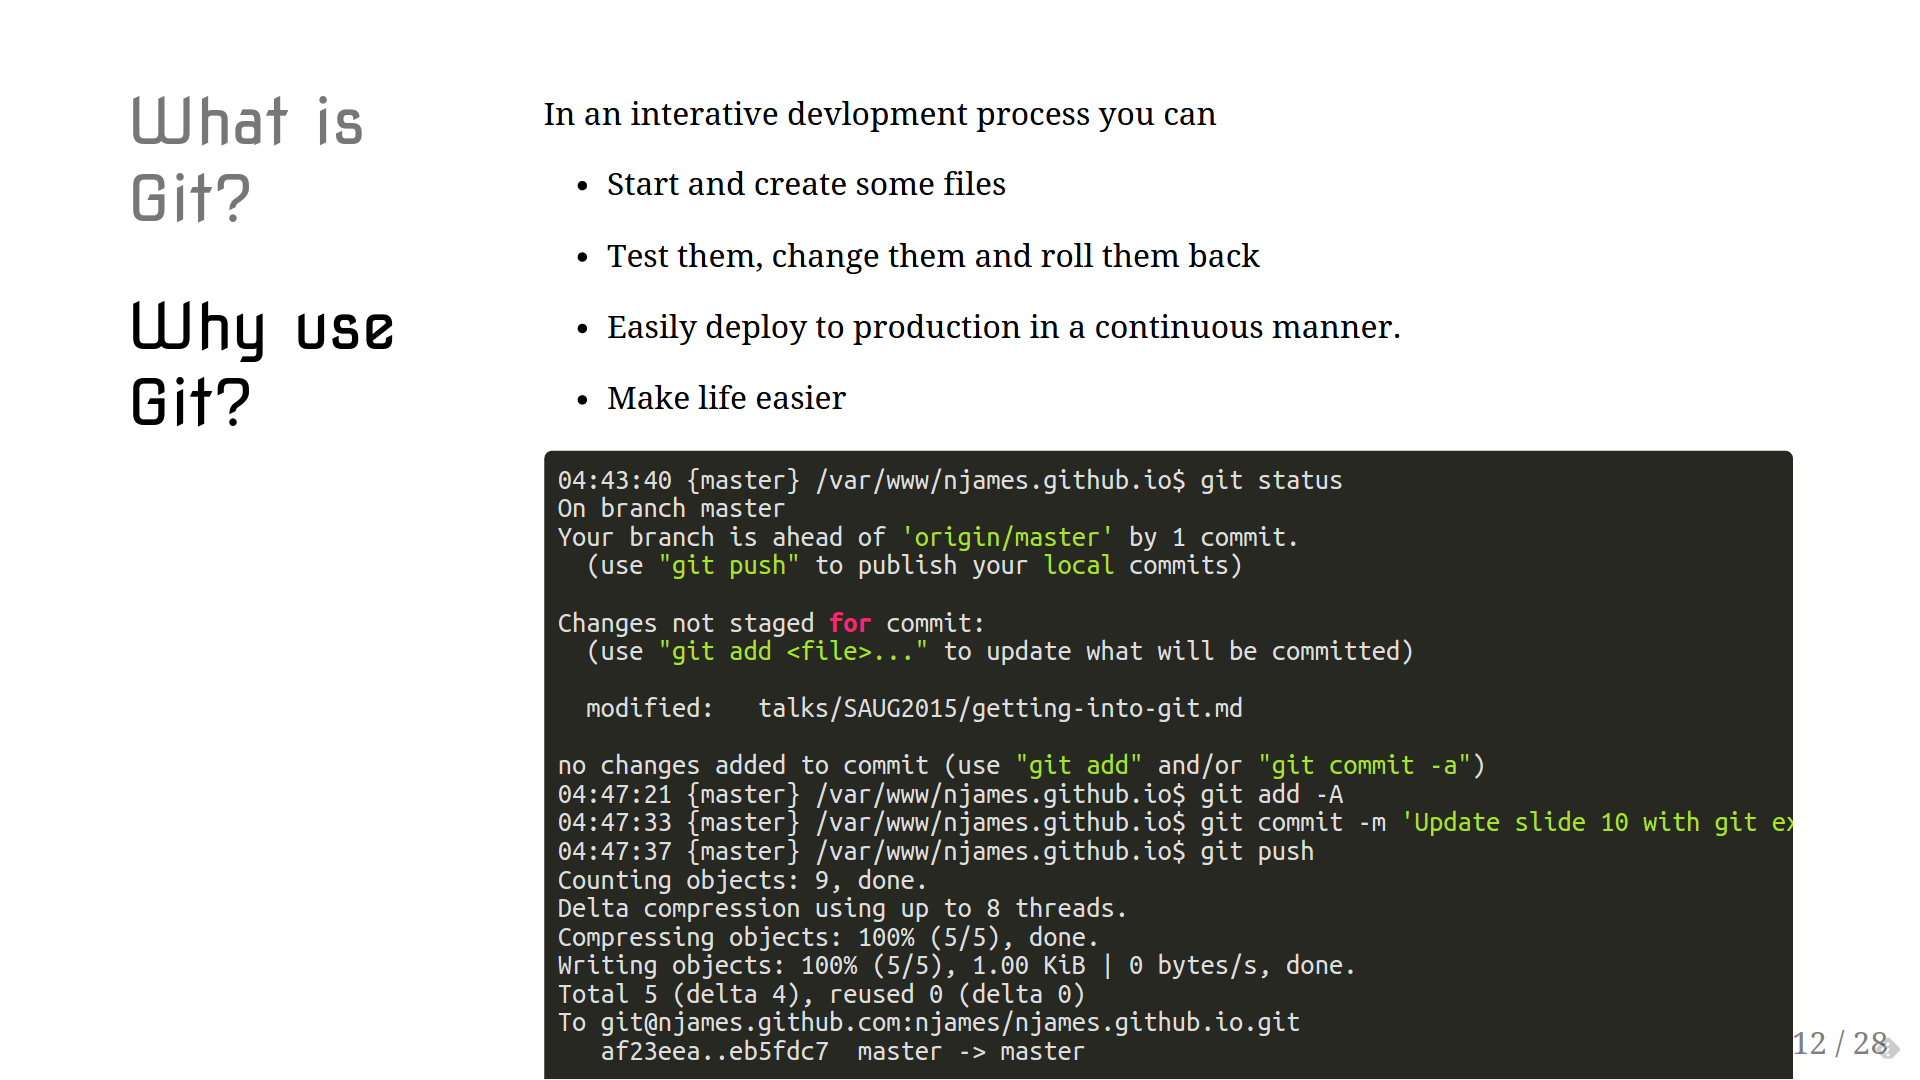 What is
Git?
Why use
Git?
In an interative devlopment process you can
• Start and create some files
• Test them, change them and roll them back
• Easily deploy to production in a continuous manner.
• Make life easier
04:43:40 {master} /var/www/njames.github.io$ git status
On branch master
Your branch is ahead of 'origin/master' by 1 commit.
  (use "git push" to publish your local commits)
Changes not staged for commit:
  (use "git add <file>..." to update what will be committed)
  modified:   talks/SAUG2015/getting-into-git.md
no changes added to commit (use "git add" and/or "git commit -a")
04:47:21 {master} /var/www/njames.github.io$ git add -A
04:47:33 {master} /var/www/njames.github.io$ git commit -m 'Update slide 10 with git
04:47:37 {master} /var/www/njames.github.io$ git push
Counting objects: 9, done.
Delta compression using up to 8 threads.
Compressing objects: 100% (5/5), done.
Writing objects: 100% (5/5), 1.00 KiB | 0 bytes/s, done.
Total 5 (delta 4), reused 0 (delta 0)
To git@njames.github.com:njames/njames.github.io.git
   af23eea..eb5fdc7  master -> master
12 / 28